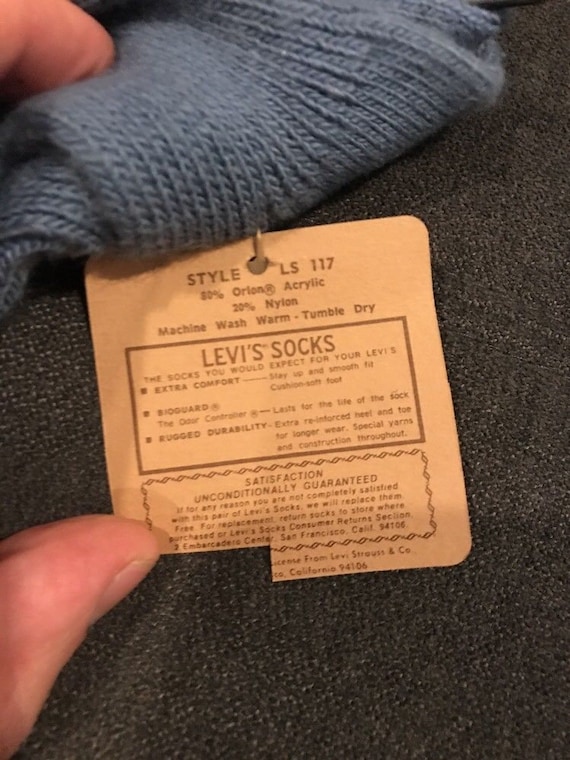 STYLE LS 117
80% Orlon® Acrylic
20% Nylon
Machine Wash Warm - Tumble Dry
LEVI'S SOCKS
THE SOCKS YOU WOULD EXPECT FOR YOUR LEVI'S
■ EXTRA COMFORT — Stay up and smooth fit
Cushion-soft foot
■ BIOGUARD®
The Odor Controller ® — Lasts for the life of the sock
■ RUGGED DURABILITY - Extra re-inforced heel and toe
for longer wear. Special yarns
and construction throughout.
SATISFACTION
UNCONDITIONALLY GUARANTEED
If for any reason you are not completely satisfied
with this pair of Levi's Socks, we will replace them
Free. For replacement, return socks to store where
purchased or Levi's Socks Consumer Returns Section,
2 Embarcadero Center, San Francisco, Calif. 94106
icense From Levi Strauss & Co.
co, California 94106